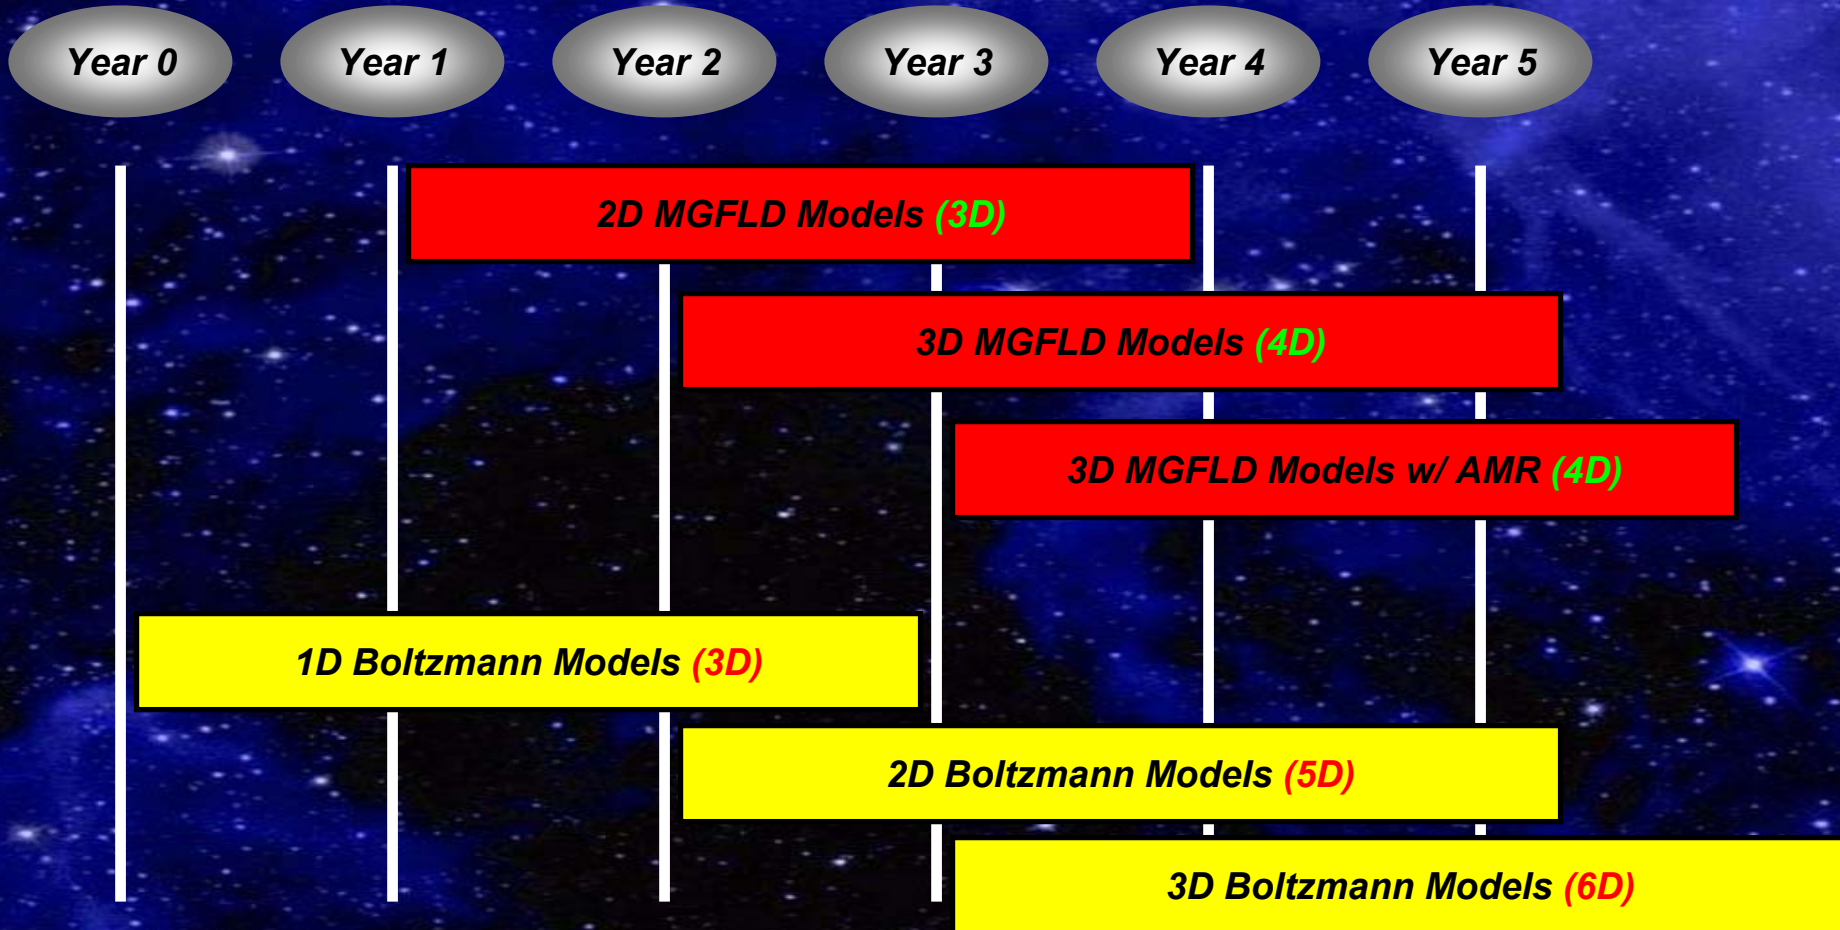 Year 0
Year 1
Year 2
Year 3
Year 4
Year 5
2D MGFLD Models (3D)
3D MGFLD Models (4D)
3D MGFLD Models w/ AMR (4D)
1D Boltzmann Models (3D)
2D Boltzmann Models (5D)
3D Boltzmann Models (6D)